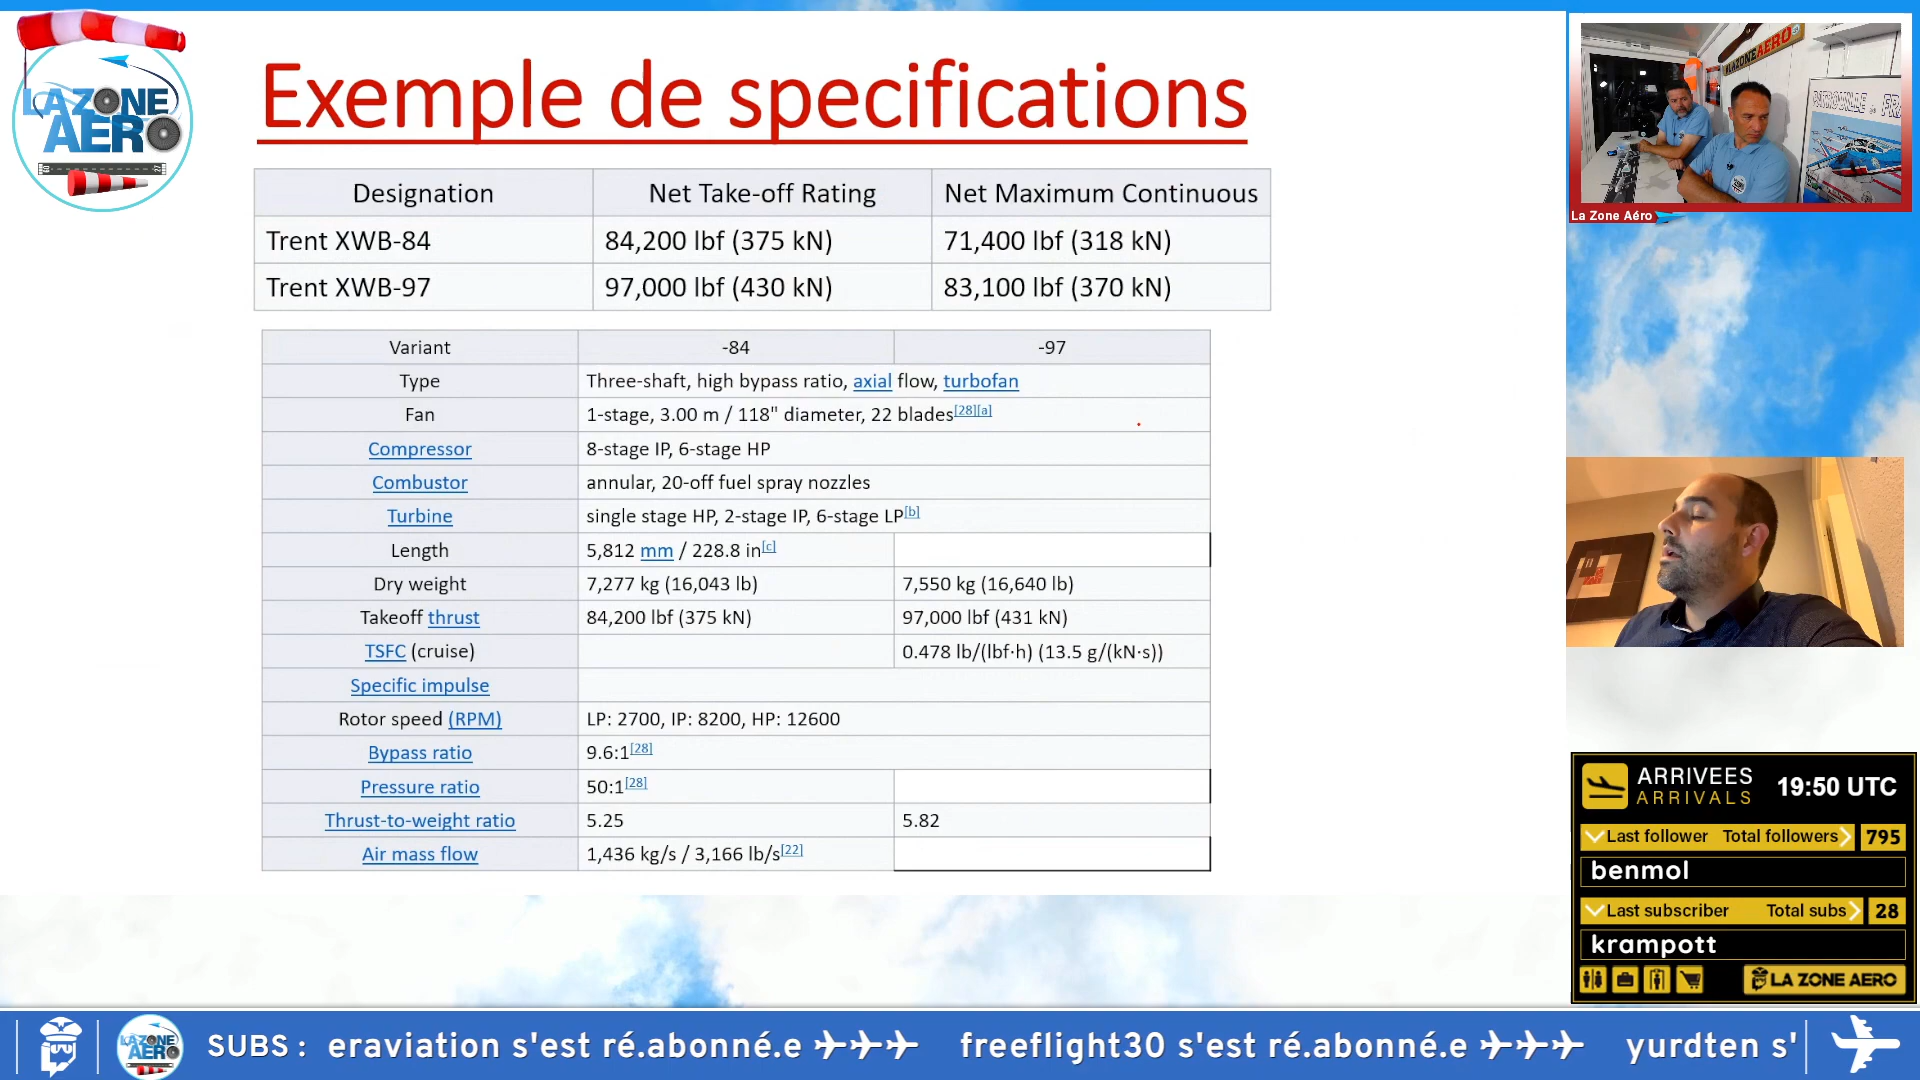 LA ZONE
AERO
Exemple de specifications
Designation Net Take-off Rating Net Maximum Continuous
Trent XWB-84 84,200 lbf (375 kN) 71,400 lbf (318 kN)
Trent XWB-97 97,000 lbf (430 kN) 83,100 lbf (370 kN)
Variant -84 -97
Type Three-shaft, high bypass ratio, axial flow, turbofan
Fan 1-stage, 3.00 m / 118" diameter, 22 blades[28][a]
Compressor 8-stage IP, 6-stage HP
Combustor annular, 20-off fuel spray nozzles
Turbine single stage HP, 2-stage IP, 6-stage LP[b]
Length 5,812 mm / 228.8 in[c]
Dry weight 7,277 kg (16,043 lb) 7,550 kg (16,640 lb)
Takeoff thrust 84,200 lbf (375 kN) 97,000 lbf (431 kN)
TSFC (cruise) 0.478 lb/(lbf·h) (13.5 g/(kN·s))
Specific impulse
Rotor speed (RPM) LP: 2700, IP: 8200, HP: 12600
Bypass ratio 9.6:1[28]
Pressure ratio 50:1[28]
Thrust-to-weight ratio 5.25 5.82
Air mass flow 1,436 kg/s / 3,166 lb/s[22]
LAZONEAERO
PATROUILLE de FRA
La Zone Aéro
ARRIVEES
ARRIVALS
19:50 UTC
Last follower Total followers 795
benmol
Last subscriber Total subs 28
krampott
LA ZONE AERO
LA ZONE
AERO
SUBS : eraviation s'est ré.abonné.e freeflight30 s'est ré.abonné.e yurdten s'